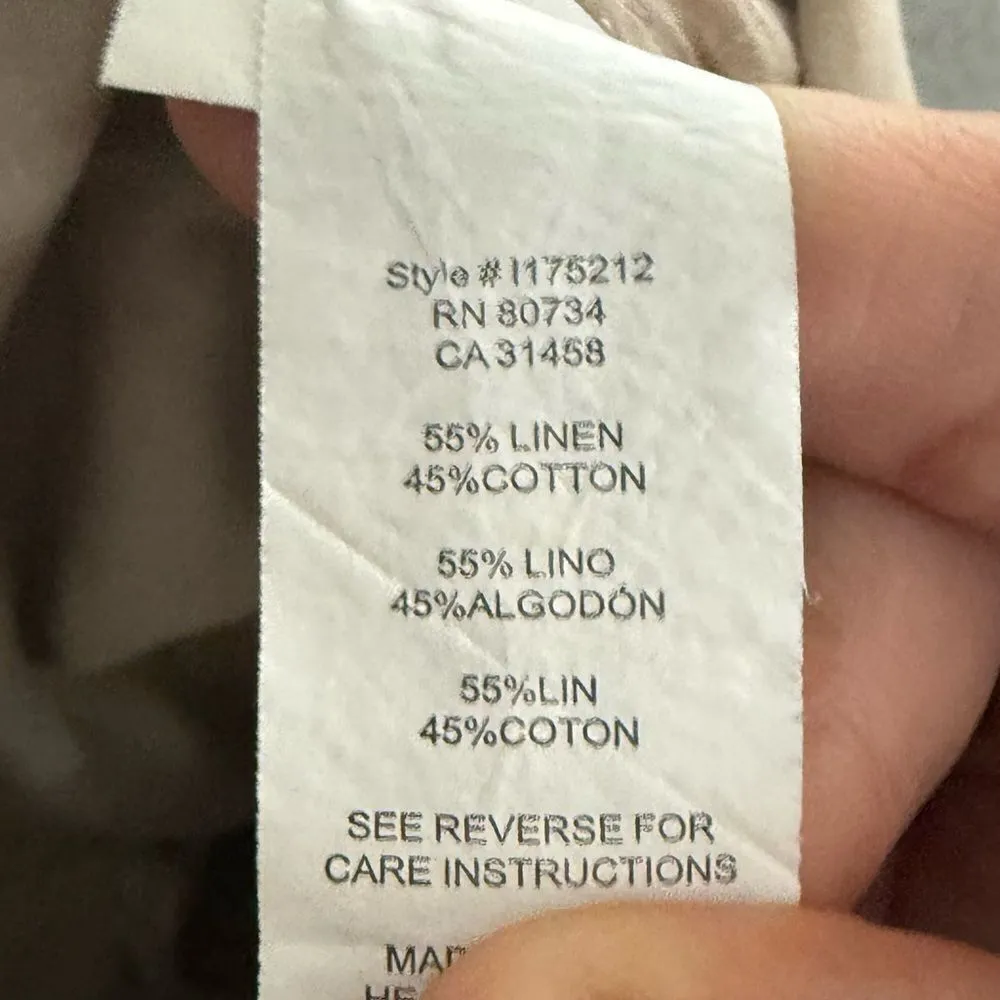 Style # I175212
RN 80734
CA 31458
55% LINEN
45%COTTON
55% LINO
45%ALGODÓN
55%LIN
45%COTON
SEE REVERSE FOR
CARE INSTRUCTIONS